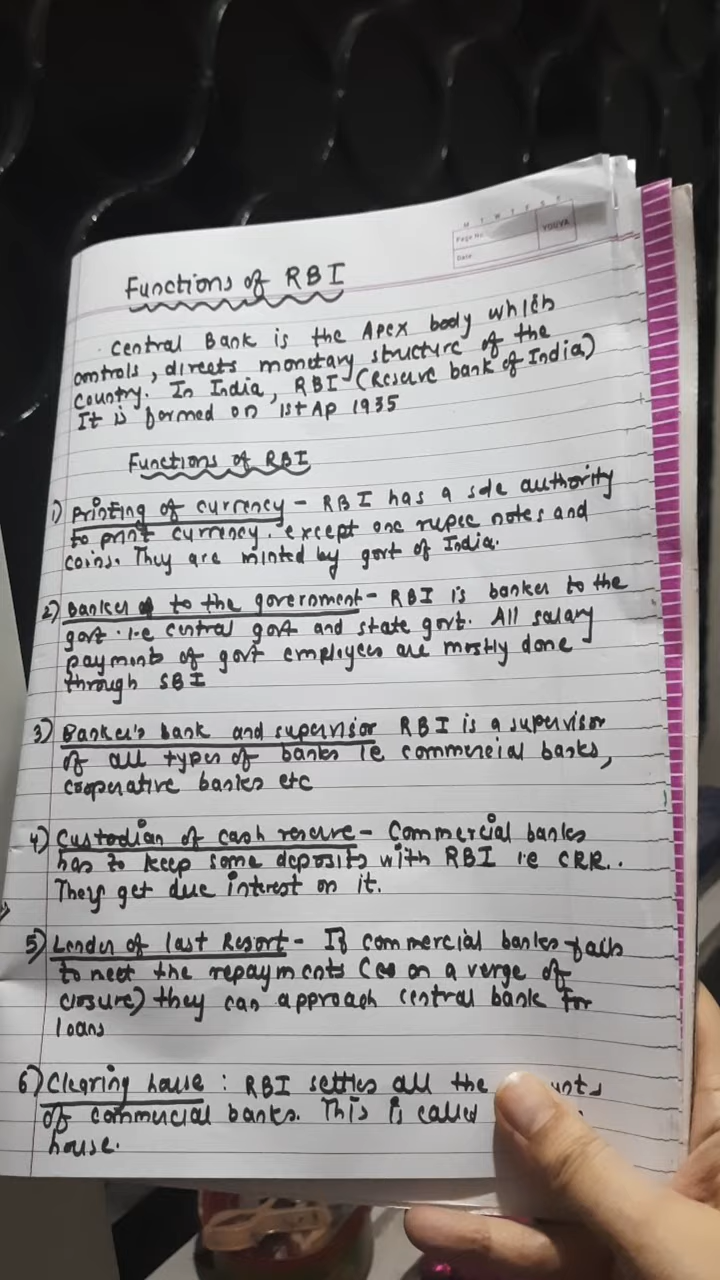 M T W T F S S
Page No.
YOUVA
Date
Functions of RBI
Central Bank is the Apex body which
controls, directs monetary structure of the
country. In India, RBI (Reserve bank of India)
It is formed on 1st Ap 1935
Functions of RBI
1) Printing of currency - RBI has a sole authority
to print currency. except one rupee notes and
coins. They are minted by govt of India.
2) Banker to the government - RBI is banker to the
govt. i.e central govt and state govt. All salary
payments of govt employees are mostly done
through SBI
3) Banker's bank and supervisor RBI is a supervisor
of all types of banks ie commercial banks,
cooperative banks etc
4) Custodian of cash reserve - Commercial banks
has to keep some deposits with RBI i.e CRR..
They get due interest on it.
5) Lender of last Resort - If commercial banks fails
to meet the repayments ( on a verge of
closure) they can approach central bank for
loans
6) Clearing house : RBI settles all the
of commercial banks. This is called
house.